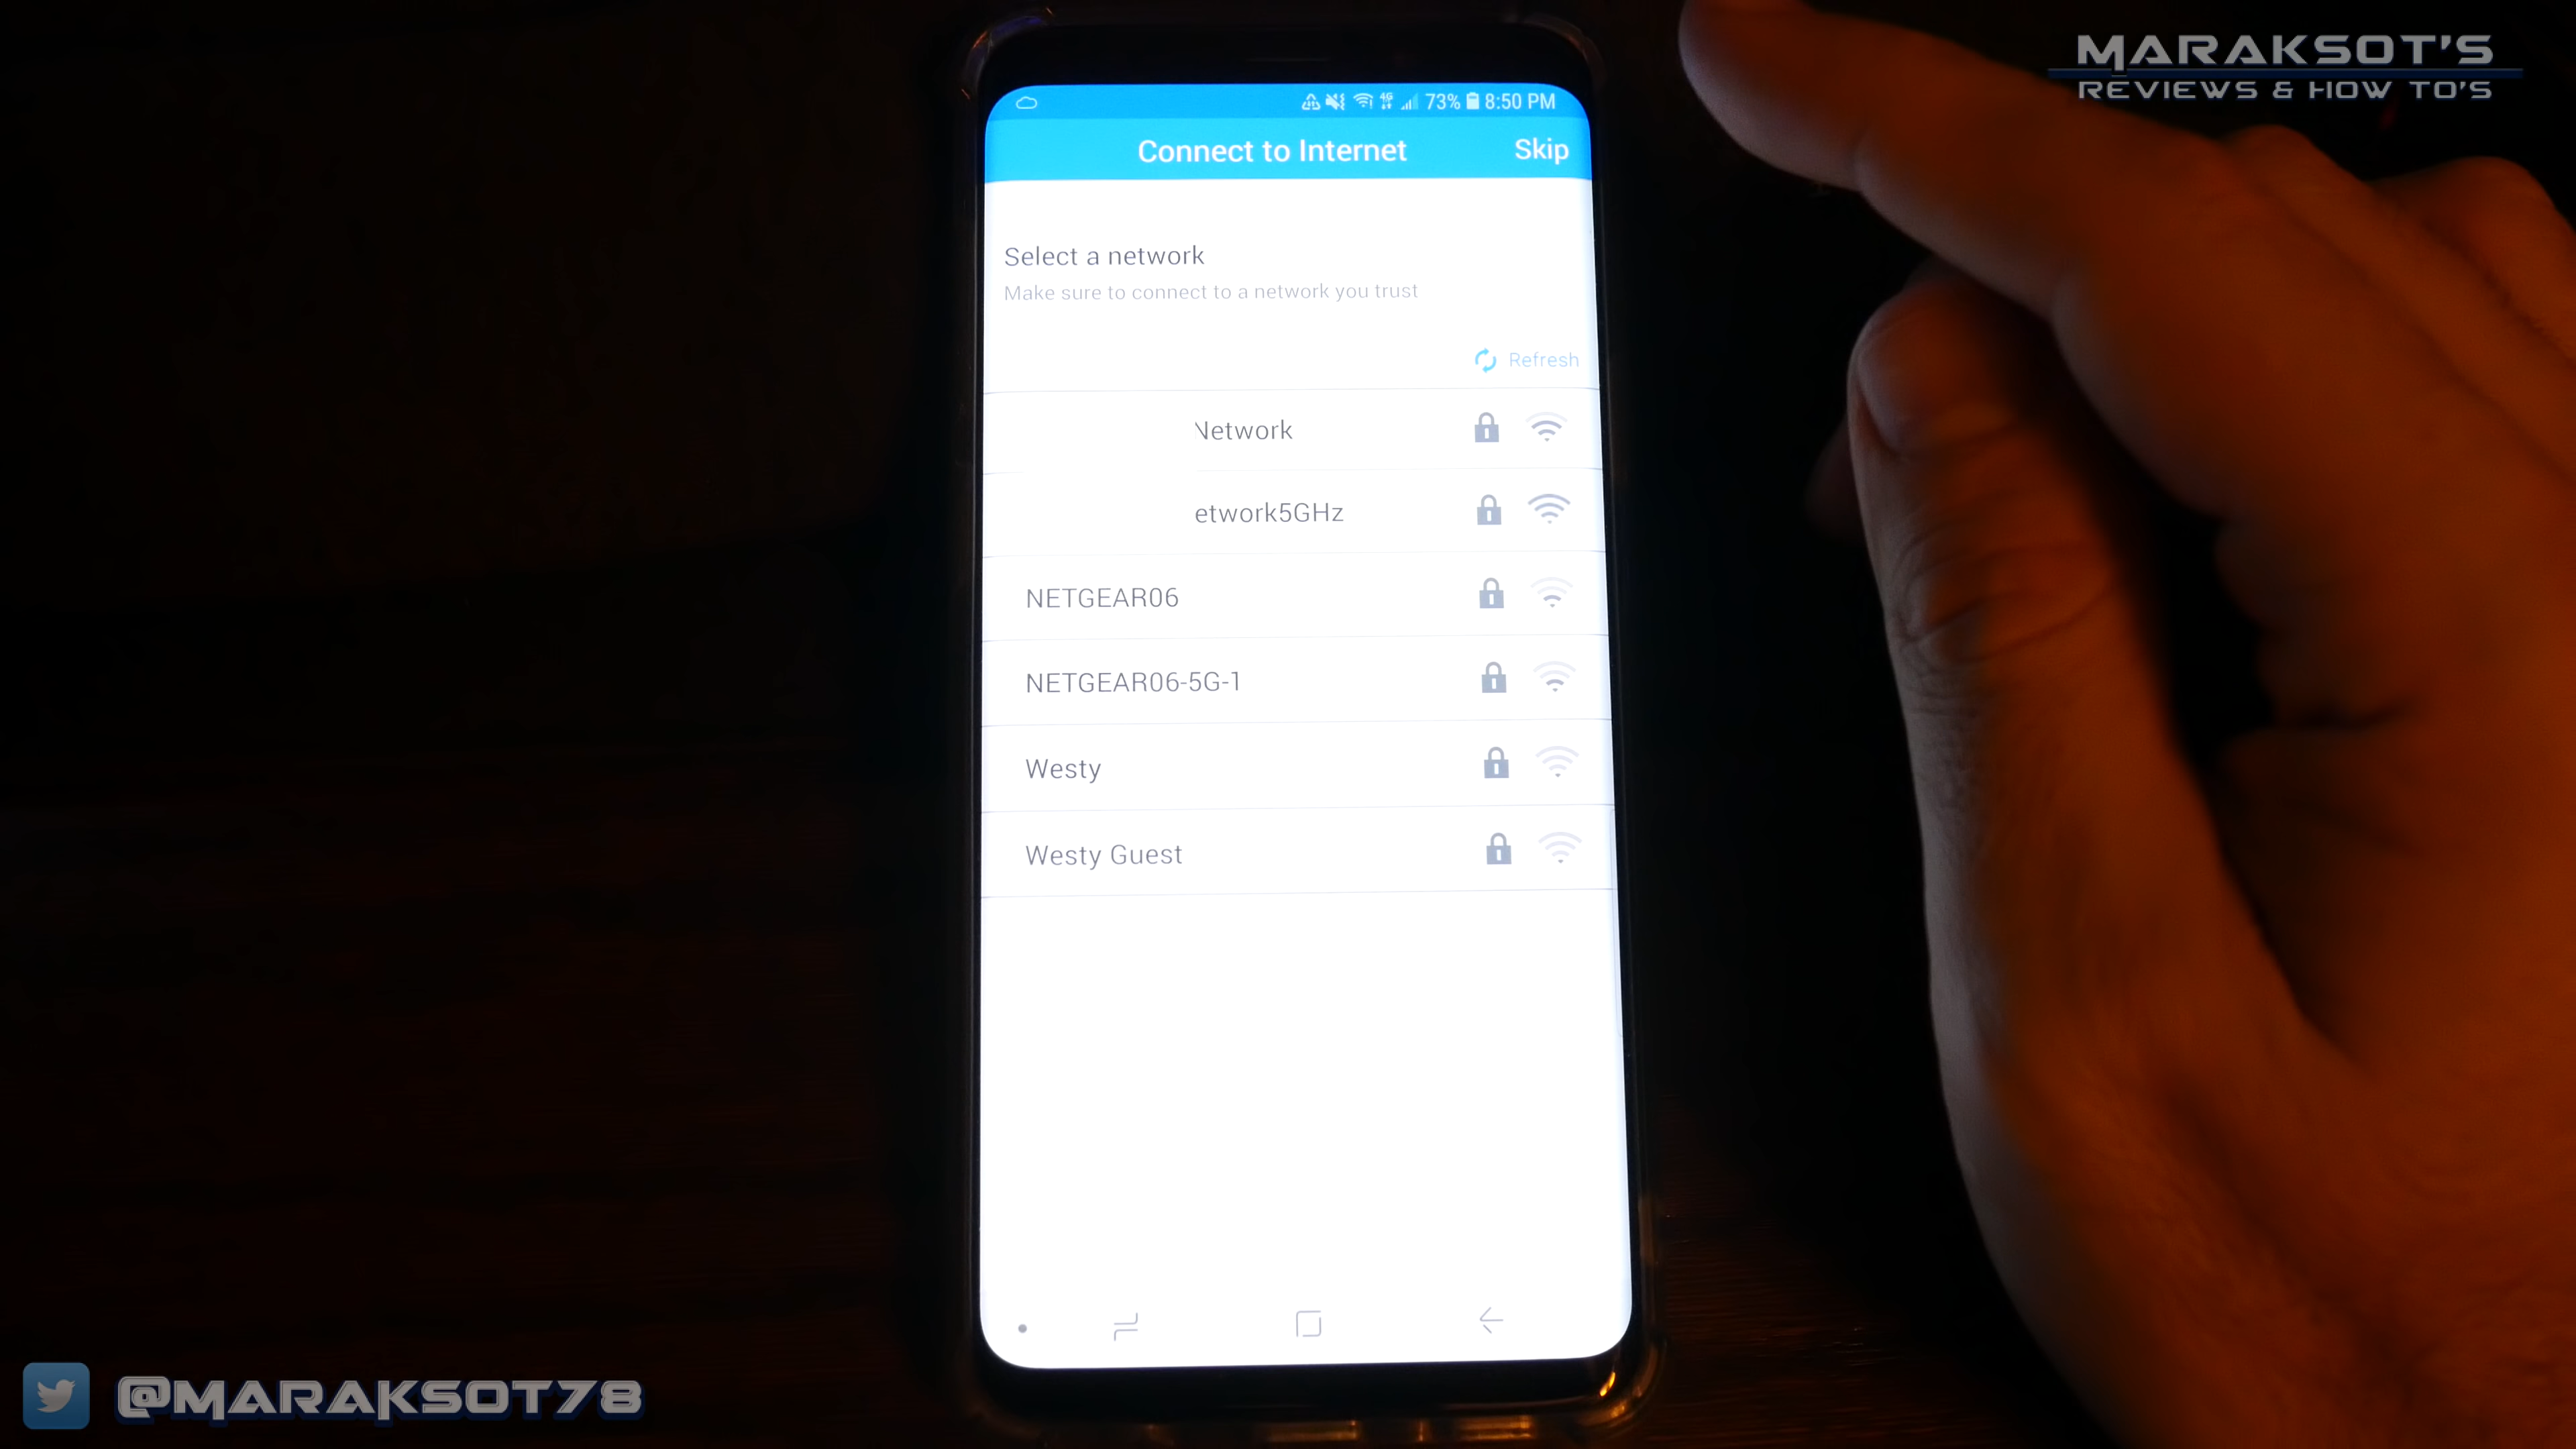 MARAKSOT'S
REVIEWS & HOW TO'S
4G 73% 8:50 PM
Connect to Internet Skip
Select a network
Make sure to connect to a network you trust
Refresh
Network
etwork5GHz
NETGEAR06
NETGEAR06-5G-1
Westy
Westy Guest
@MARAKSOT78